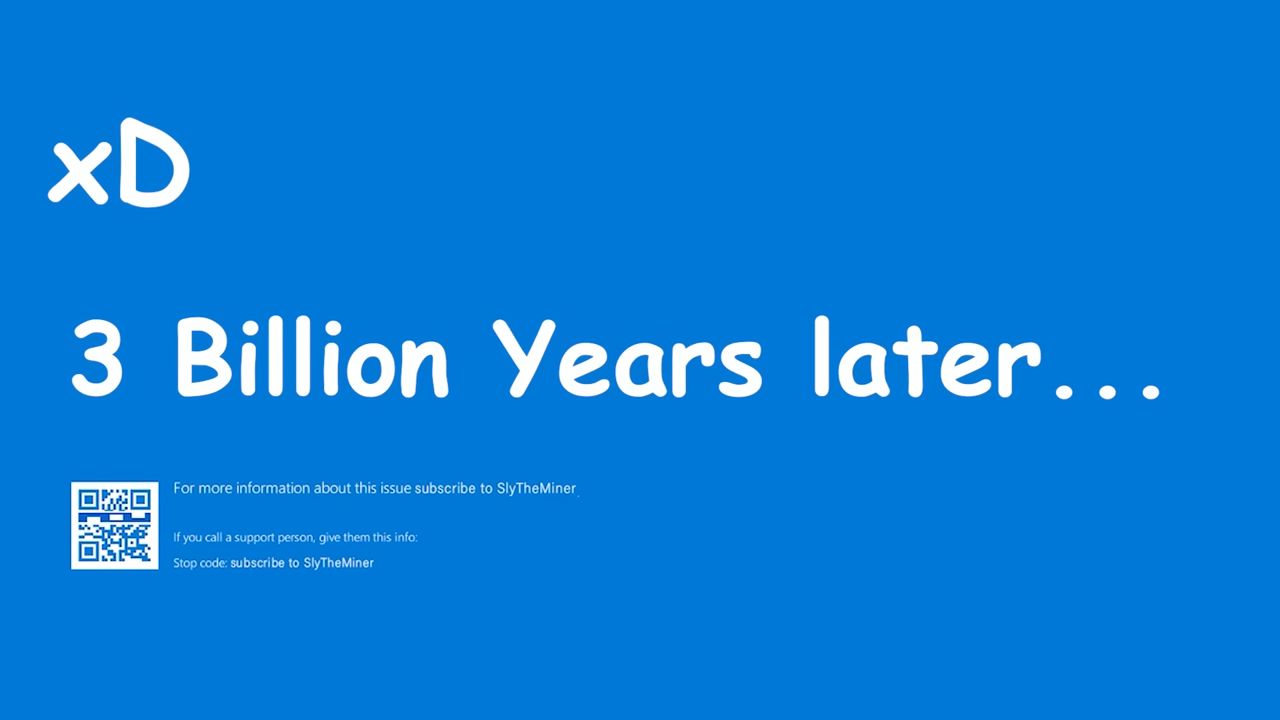 xD
3 Billion Years later...
For more information about this issue subscribe to SlyTheMiner.
If you call a support person, give them this info:
Stop code: subscribe to SlyTheMiner